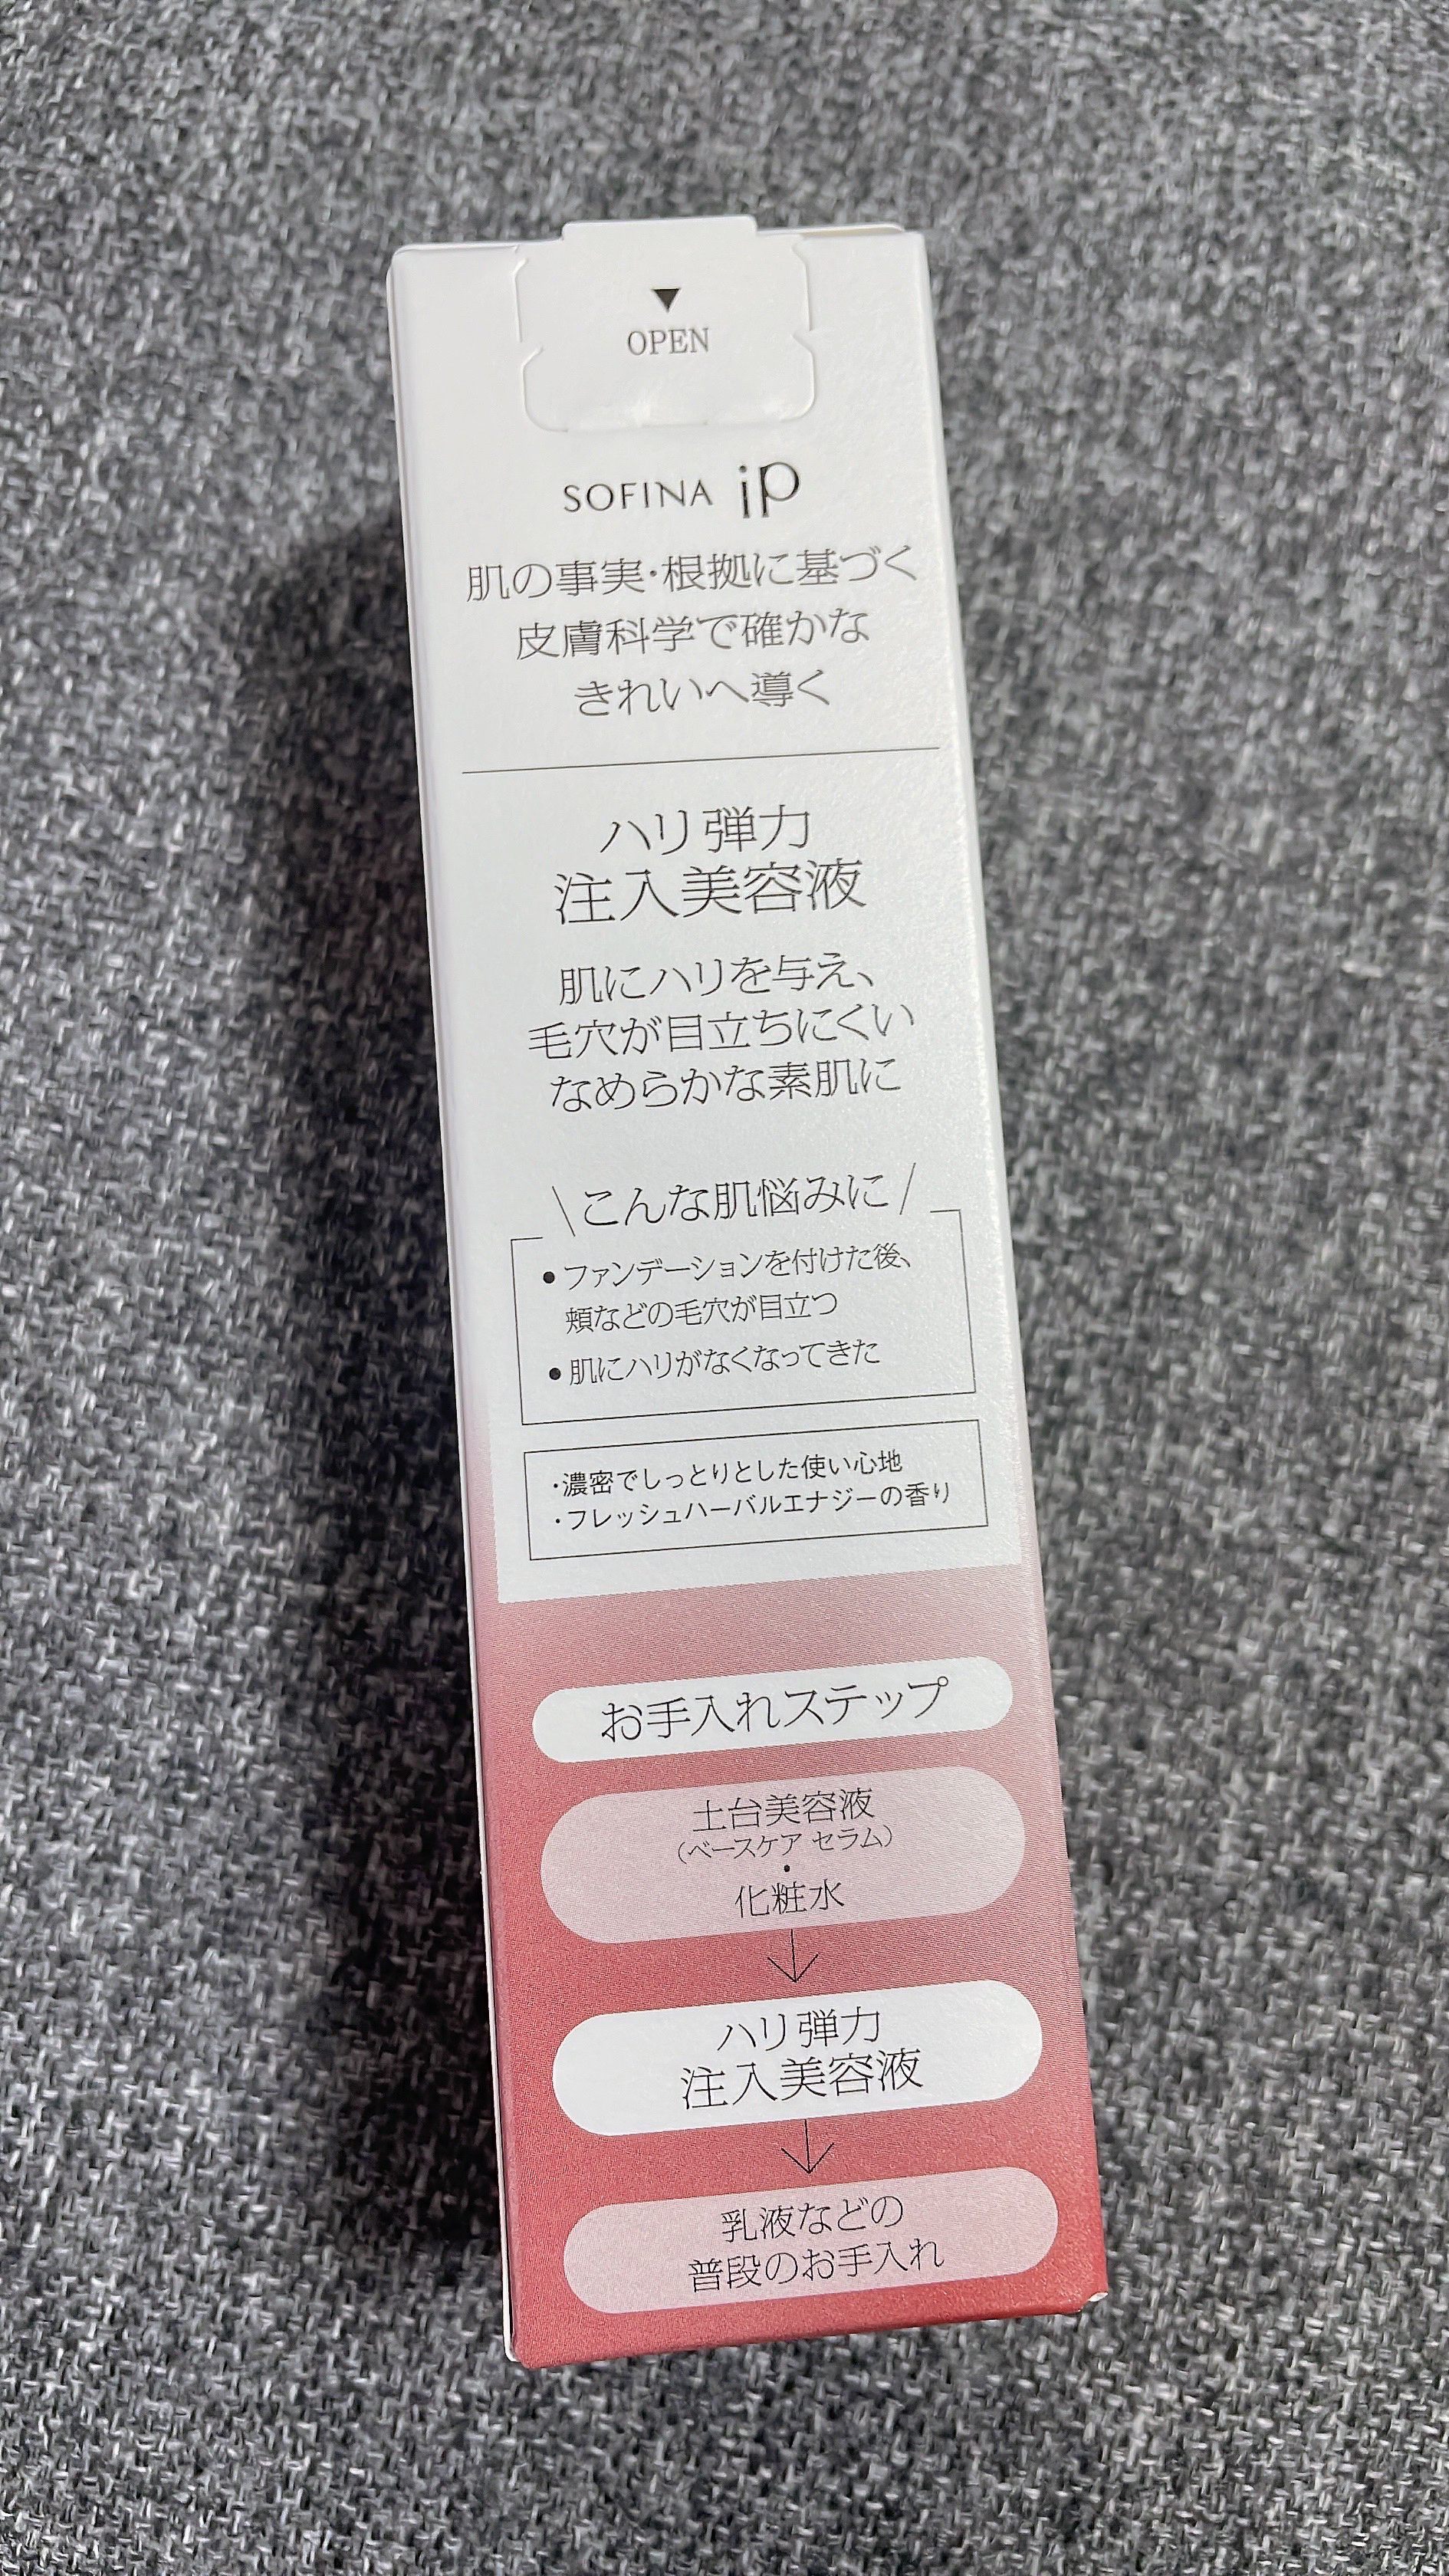 ▼
OPEN
SOFINA iP
肌の事実・根拠に基づく
皮膚科学で確かな
きれいへ導く
ハリ弾力
注入美容液
肌にハリを与え、
毛穴が目立ちにくい
なめらかな素肌に
\こんな肌悩みに/
●ファンデーションを付けた後、
頬などの毛穴が目立つ
●肌にハリがなくなってきた
・濃密でしっとりとした使い心地
・フレッシュハーバルエナジーの香り
お手入れステップ
土台美容液
（ベースケア セラム）
・
化粧水
↓
ハリ弾力
注入美容液
↓
乳液などの
普段のお手入れ